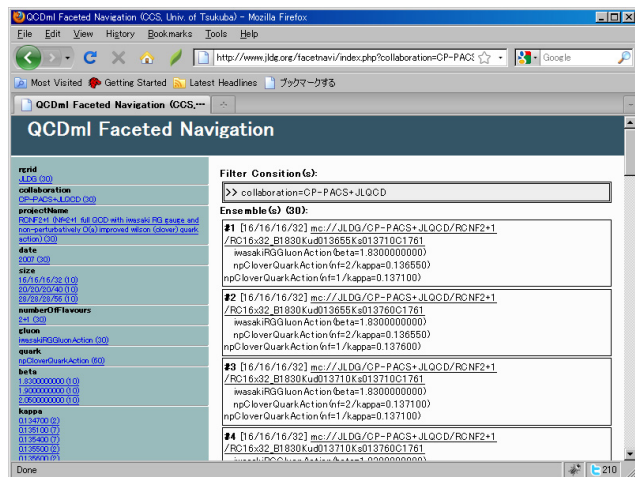 QCDml Faceted Navigation (CCS, Univ. of Tsukuba) - Mozilla Firefox
File Edit View History Bookmarks Tools Help
http://www.jldg.org/facetnavi/index.php?collaboration=CP-PACS
Google
Most Visited Getting Started Latest Headlines ブックマークする
QCDml Faceted Navigation (CCS,...
QCDml Faceted Navigation
rgrid
JLDG (30)
collaboration
CP-PACS+JLQCD (30)
projectName
RCNF2+1 (Nf=2+1 full QCD with iwasaki RG gauge and
non-perturbatively O(a) improved wilson (clover) quark
action) (30)
date
2007 (30)
size
16/16/16/32 (10)
20/20/20/40 (10)
28/28/28/56 (10)
numberOfFlavours
2+1 (30)
gluon
iwasakiRGGluonAction (30)
quark
npCloverQuarkAction (60)
beta
1.8300000000 (10)
1.9000000000 (10)
2.0500000000 (10)
kappa
0.134700 (2)
0.135100 (7)
0.135400 (7)
0.135500 (2)
Filter Consition(s):
>> collaboration=CP-PACS+JLQCD
Ensemble(s) (30):
#1 [16/16/16/32] mc://JLDG/CP-PACS+JLQCD/RCNF2+1
/RC16x32_B1830Kud013655Ks013710C1761
iwasakiRGGluonAction(beta=1.8300000000)
npCloverQuarkAction(nf=2/kappa=0.136550)
npCloverQuarkAction(nf=1/kappa=0.137100)
#2 [16/16/16/32] mc://JLDG/CP-PACS+JLQCD/RCNF2+1
/RC16x32_B1830Kud013655Ks013760C1761
iwasakiRGGluonAction(beta=1.8300000000)
npCloverQuarkAction(nf=2/kappa=0.136550)
npCloverQuarkAction(nf=1/kappa=0.137600)
#3 [16/16/16/32] mc://JLDG/CP-PACS+JLQCD/RCNF2+1
/RC16x32_B1830Kud013710Ks013710C1761
iwasakiRGGluonAction(beta=1.8300000000)
npCloverQuarkAction(nf=2/kappa=0.137100)
npCloverQuarkAction(nf=1/kappa=0.137100)
#4 [16/16/16/32] mc://JLDG/CP-PACS+JLQCD/RCNF2+1
/RC16x32_B1830Kud013710Ks013760C1761
Done
210